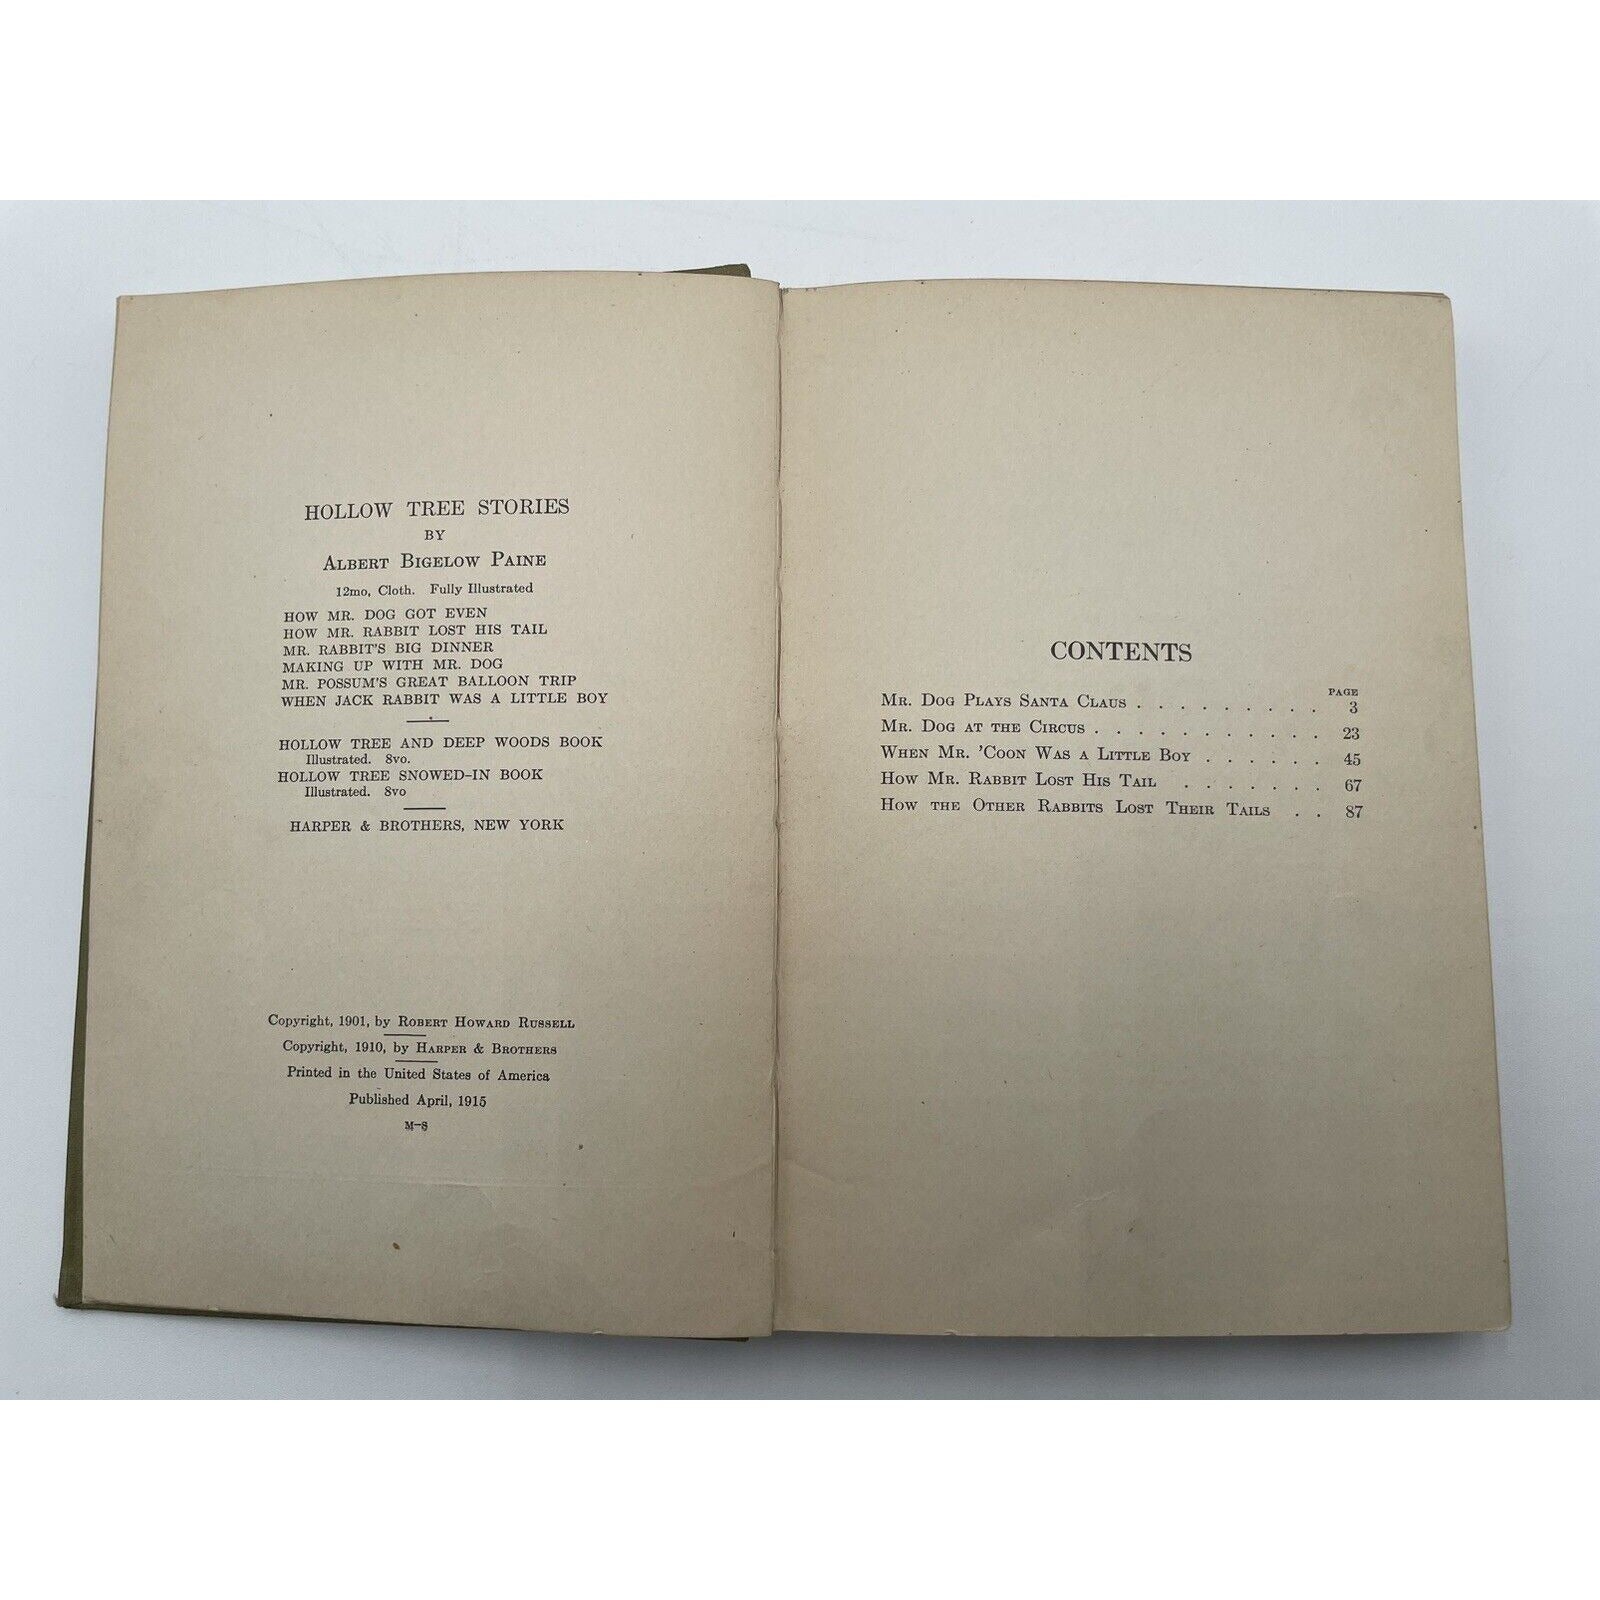 HOLLOW TREE STORIES
BY
ALBERT BIGELOW PAINE
12mo, Cloth. Fully Illustrated
HOW MR. DOG GOT EVEN
HOW MR. RABBIT LOST HIS TAIL
MR. RABBIT'S BIG DINNER
MAKING UP WITH MR. DOG
MR. POSSUM'S GREAT BALLOON TRIP
WHEN JACK RABBIT WAS A LITTLE BOY
HOLLOW TREE AND DEEP WOODS BOOK
Illustrated. 8vo.
HOLLOW TREE SNOWED-IN BOOK
Illustrated. 8vo
HARPER & BROTHERS, NEW YORK
Copyright, 1901, by ROBERT HOWARD RUSSELL
Copyright, 1910, by HARPER & BROTHERS
Printed in the United States of America
Published April, 1915
M-S
CONTENTS
PAGE
MR. DOG PLAYS SANTA CLAUS . . . . . . . . . 3
MR. DOG AT THE CIRCUS . . . . . . . . . . . 23
WHEN MR. 'COON WAS A LITTLE BOY . . . . . . 45
HOW MR. RABBIT LOST HIS TAIL . . . . . . . 67
HOW THE OTHER RABBITS LOST THEIR TAILS . . 87